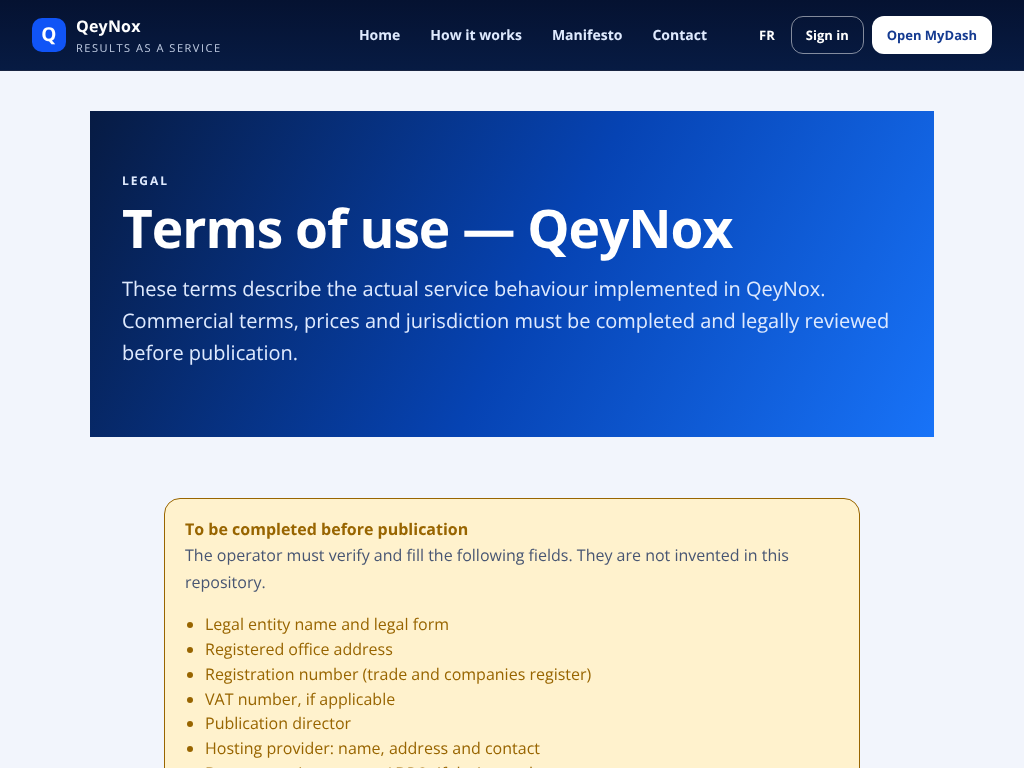 Q
QeyNox
RESULTS AS A SERVICE
Home
How it works
Manifesto
Contact
FR
Sign in
Open MyDash
LEGAL
Terms of use — QeyNox
These terms describe the actual service behaviour implemented in QeyNox.
Commercial terms, prices and jurisdiction must be completed and legally reviewed
before publication.
To be completed before publication
The operator must verify and fill the following fields. They are not invented in this
repository.
Legal entity name and legal form
Registered office address
Registration number (trade and companies register)
VAT number, if applicable
Publication director
Hosting provider: name, address and contact